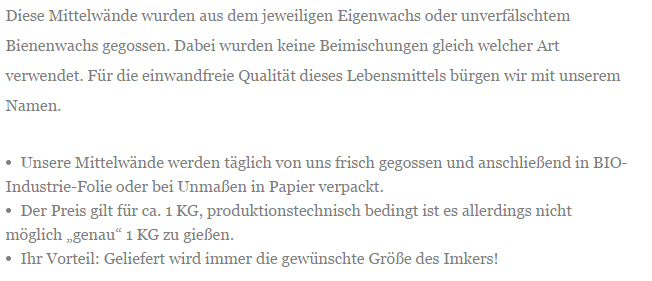 Diese Mittelwände wurden aus dem jeweiligen Eigenwachs oder unverfälschtem
Bienenwachs gegossen. Dabei wurden keine Beimischungen gleich welcher Art
verwendet. Für die einwandfreie Qualität dieses Lebensmittels bürgen wir mit unserem
Namen.
• Unsere Mittelwände werden täglich von uns frisch gegossen und anschließend in BIO-
Industrie-Folie oder bei Unmaßen in Papier verpackt.
• Der Preis gilt für ca. 1 KG, produktionstechnisch bedingt ist es allerdings nicht
möglich „genau“ 1 KG zu gießen.
• Ihr Vorteil: Geliefert wird immer die gewünschte Größe des Imkers!